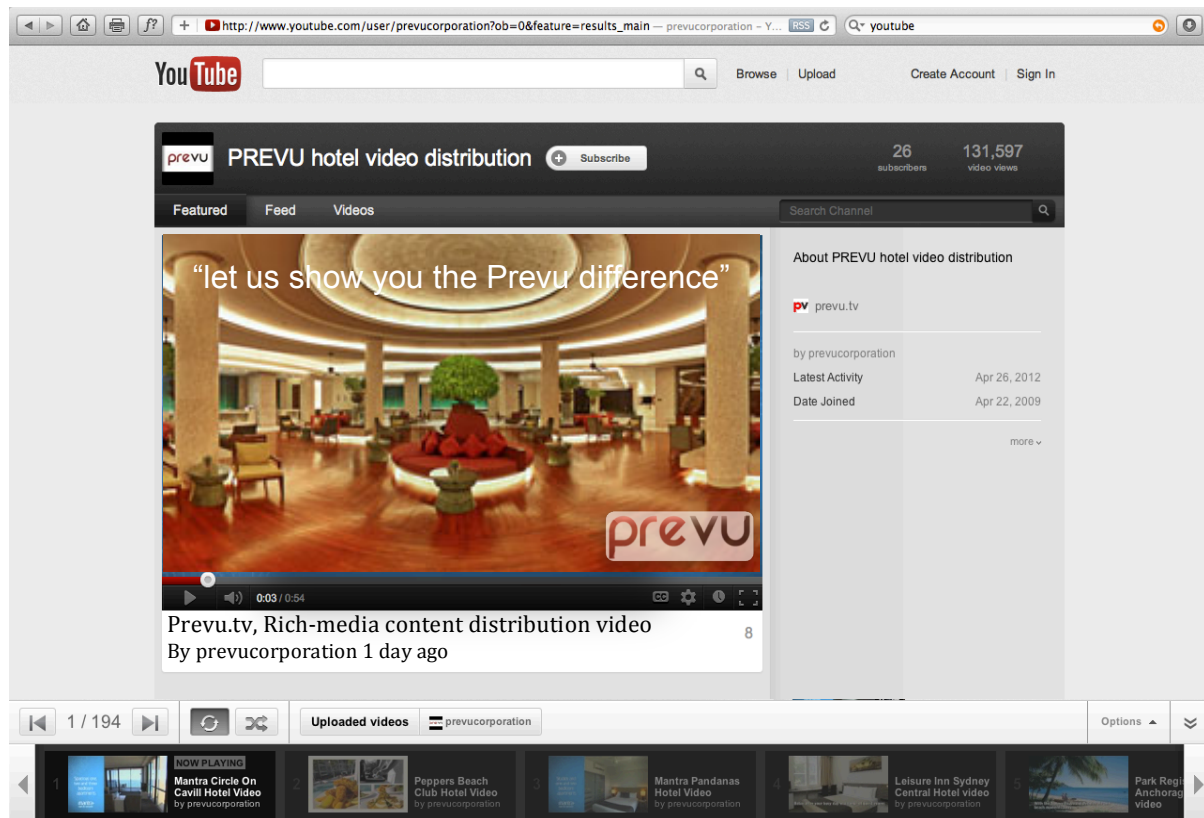 http://www.youtube.com/user/prevucorporation?ob=0&feature=results_main — prevucorporation – Y... RSS
youtube
YouTube
Browse
Upload
Create Account
Sign In
prevu
PREVU hotel video distribution
Subscribe
26
subscribers
131,597
video views
Featured
Feed
Videos
Search Channel
“let us show you the Prevu difference”
prevu
0:03 / 0:54
CC
Prevu.tv, Rich-media content distribution video
By prevucorporation 1 day ago
8
About PREVU hotel video distribution
pv prevu.tv
by prevucorporation
Latest Activity Apr 26, 2012
Date Joined Apr 22, 2009
more
1 / 194
Uploaded videos
prevucorporation
Options
1
NOW PLAYING
Mantra Circle On
Cavill Hotel Video
by prevucorporation
2
Peppers Beach
Club Hotel Video
by prevucorporation
3
Mantra Pandanas
Hotel Video
by prevucorporation
4
Leisure Inn Sydney
Central Hotel video
by prevucorporation
5
Park Regi
Anchorag
video